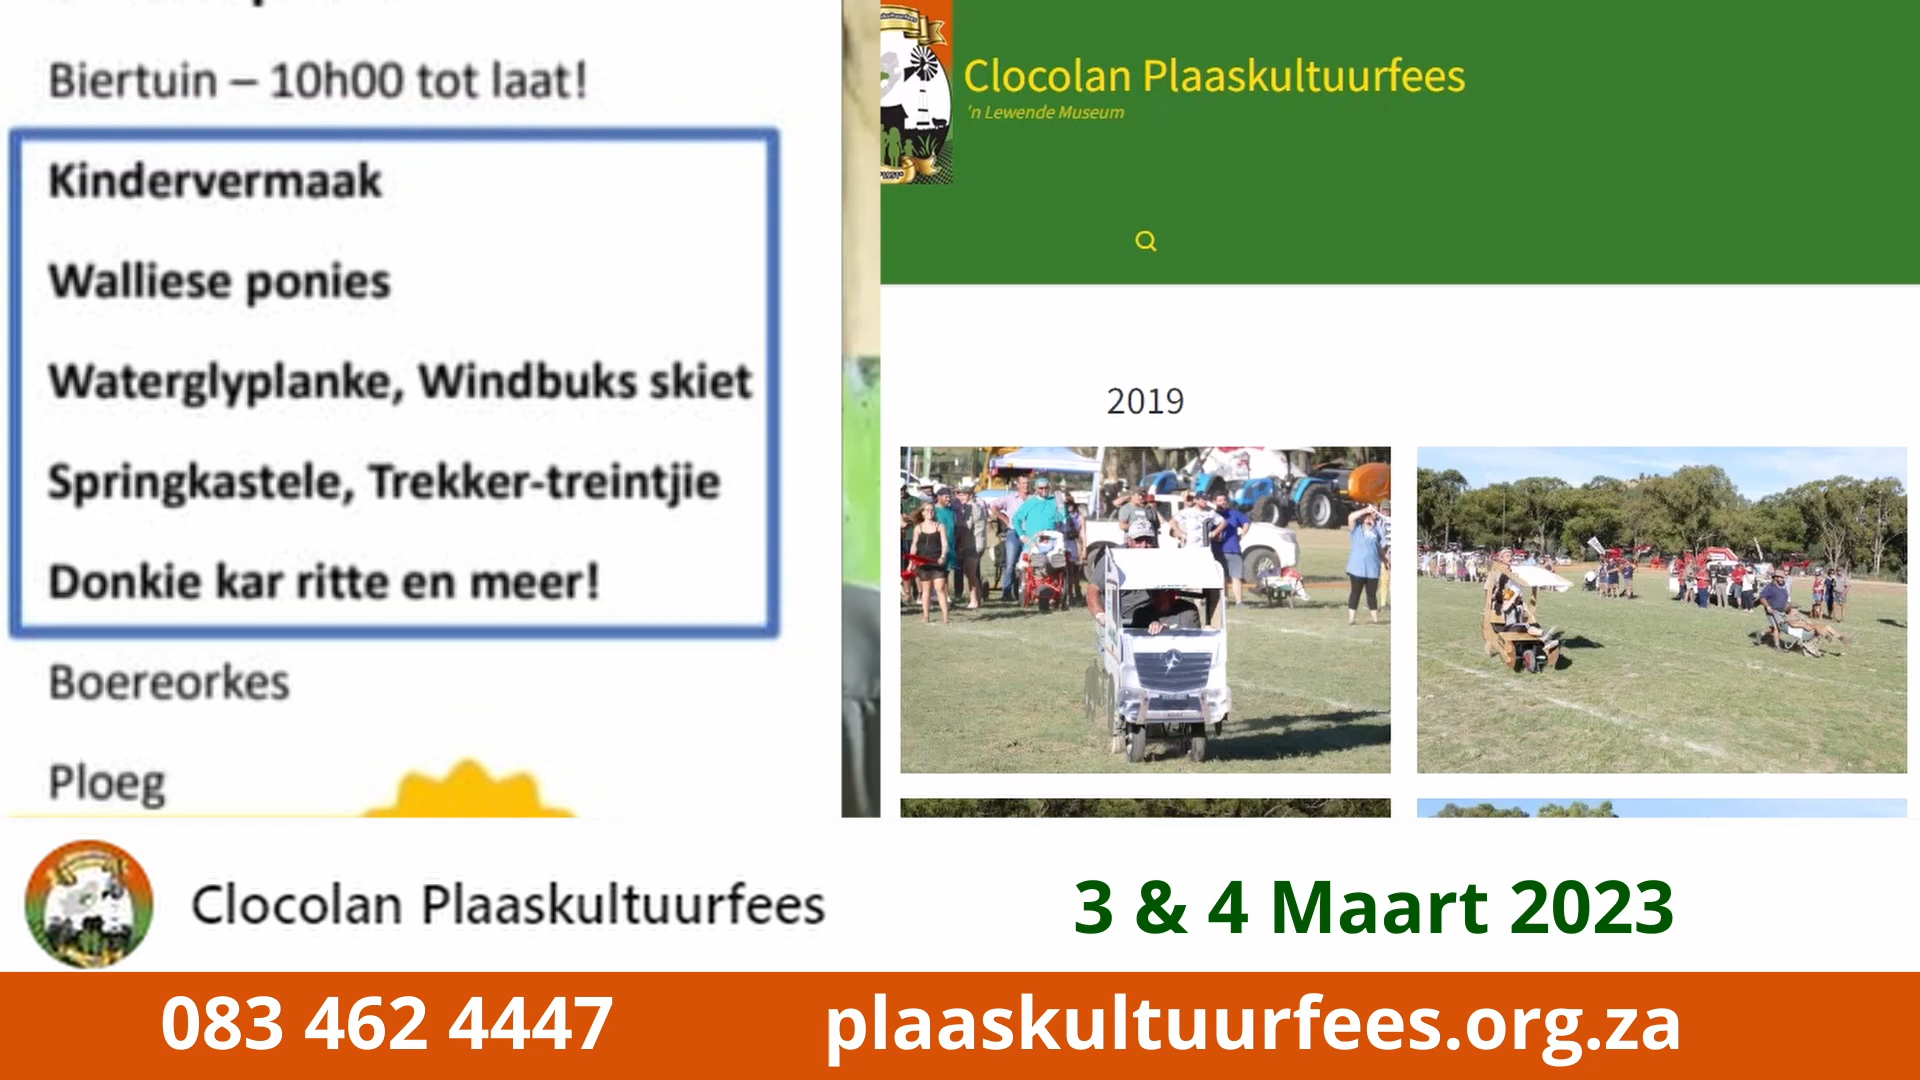 Biertuin – 10h00 tot laat!
Kindervermaak
Walliese ponies
Waterglyplanke, Windbuks skiet
Springkastele, Trekker-treintjie
Donkie kar ritte en meer!
Boereorkes
Ploeg
Clocolan Plaaskultuurfees
'n Lewende Museum
2019
Clocolan Plaaskultuurfees
3 & 4 Maart 2023
083 462 4447
plaaskultuurfees.org.za